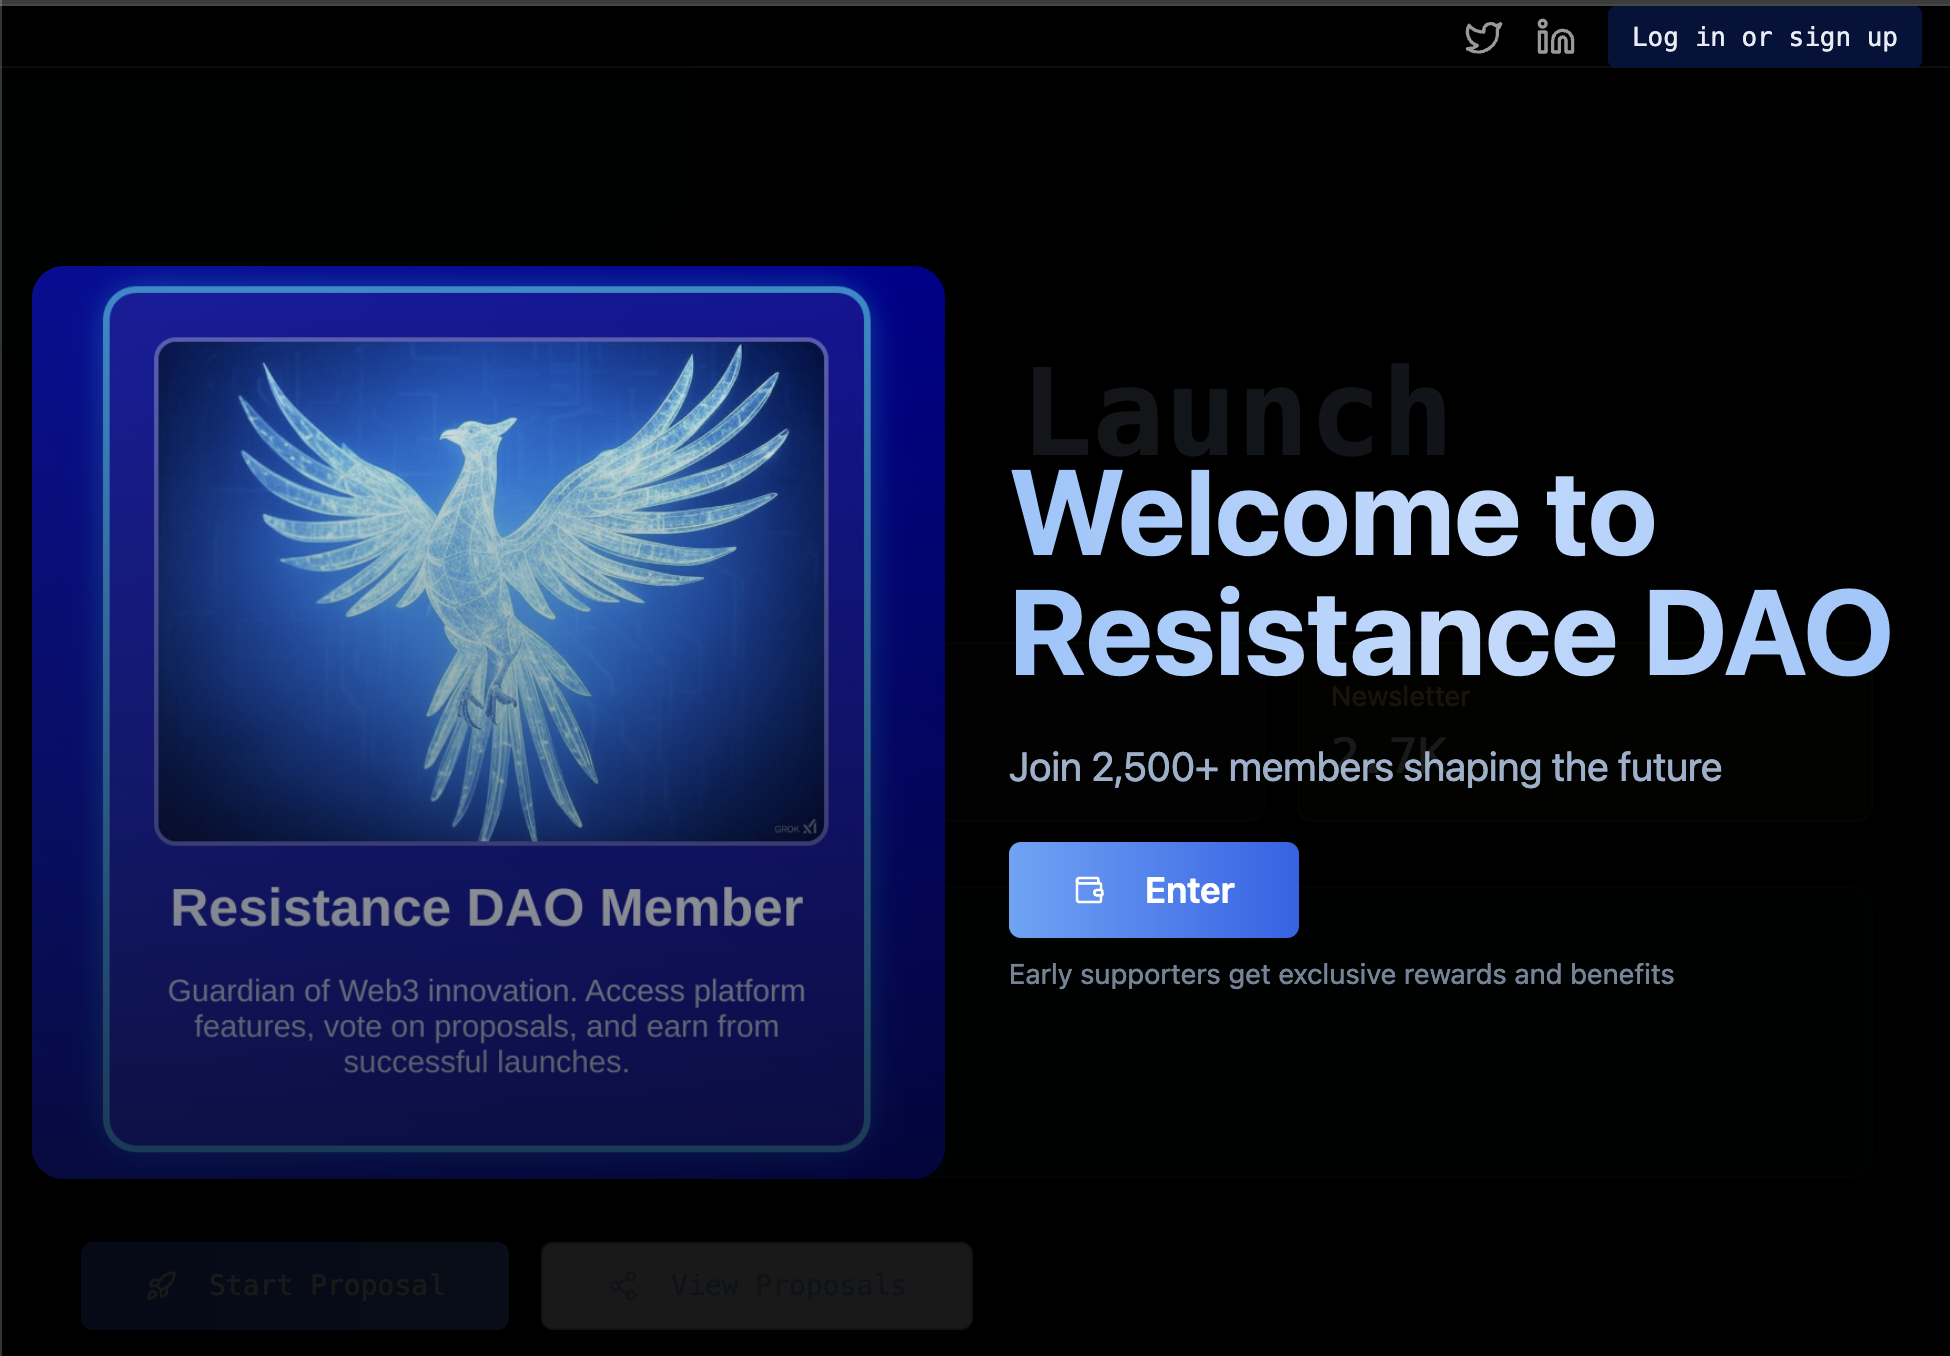 Log in or sign up
Launch
Welcome to
Resistance DAO
Newsletter
2.7K
Join 2,500+ members shaping the future
Enter
Early supporters get exclusive rewards and benefits
GROK
Resistance DAO Member
Guardian of Web3 innovation. Access platform
features, vote on proposals, and earn from
successful launches.
Start Proposal
View Proposals